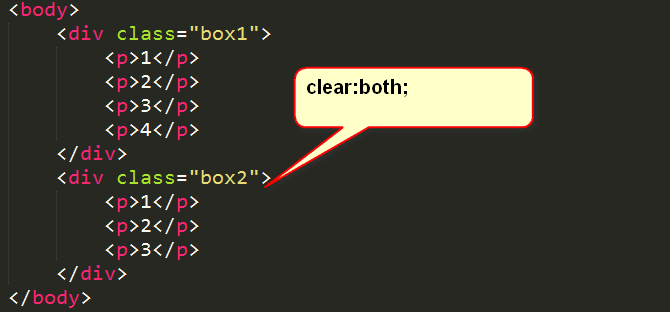 <body>
<div class="box1">
<p>1</p>
<p>2</p>
<p>3</p>
<p>4</p>
</div>
<div class="box2">
<p>1</p>
<p>2</p>
<p>3</p>
</div>
</body>
clear:both;